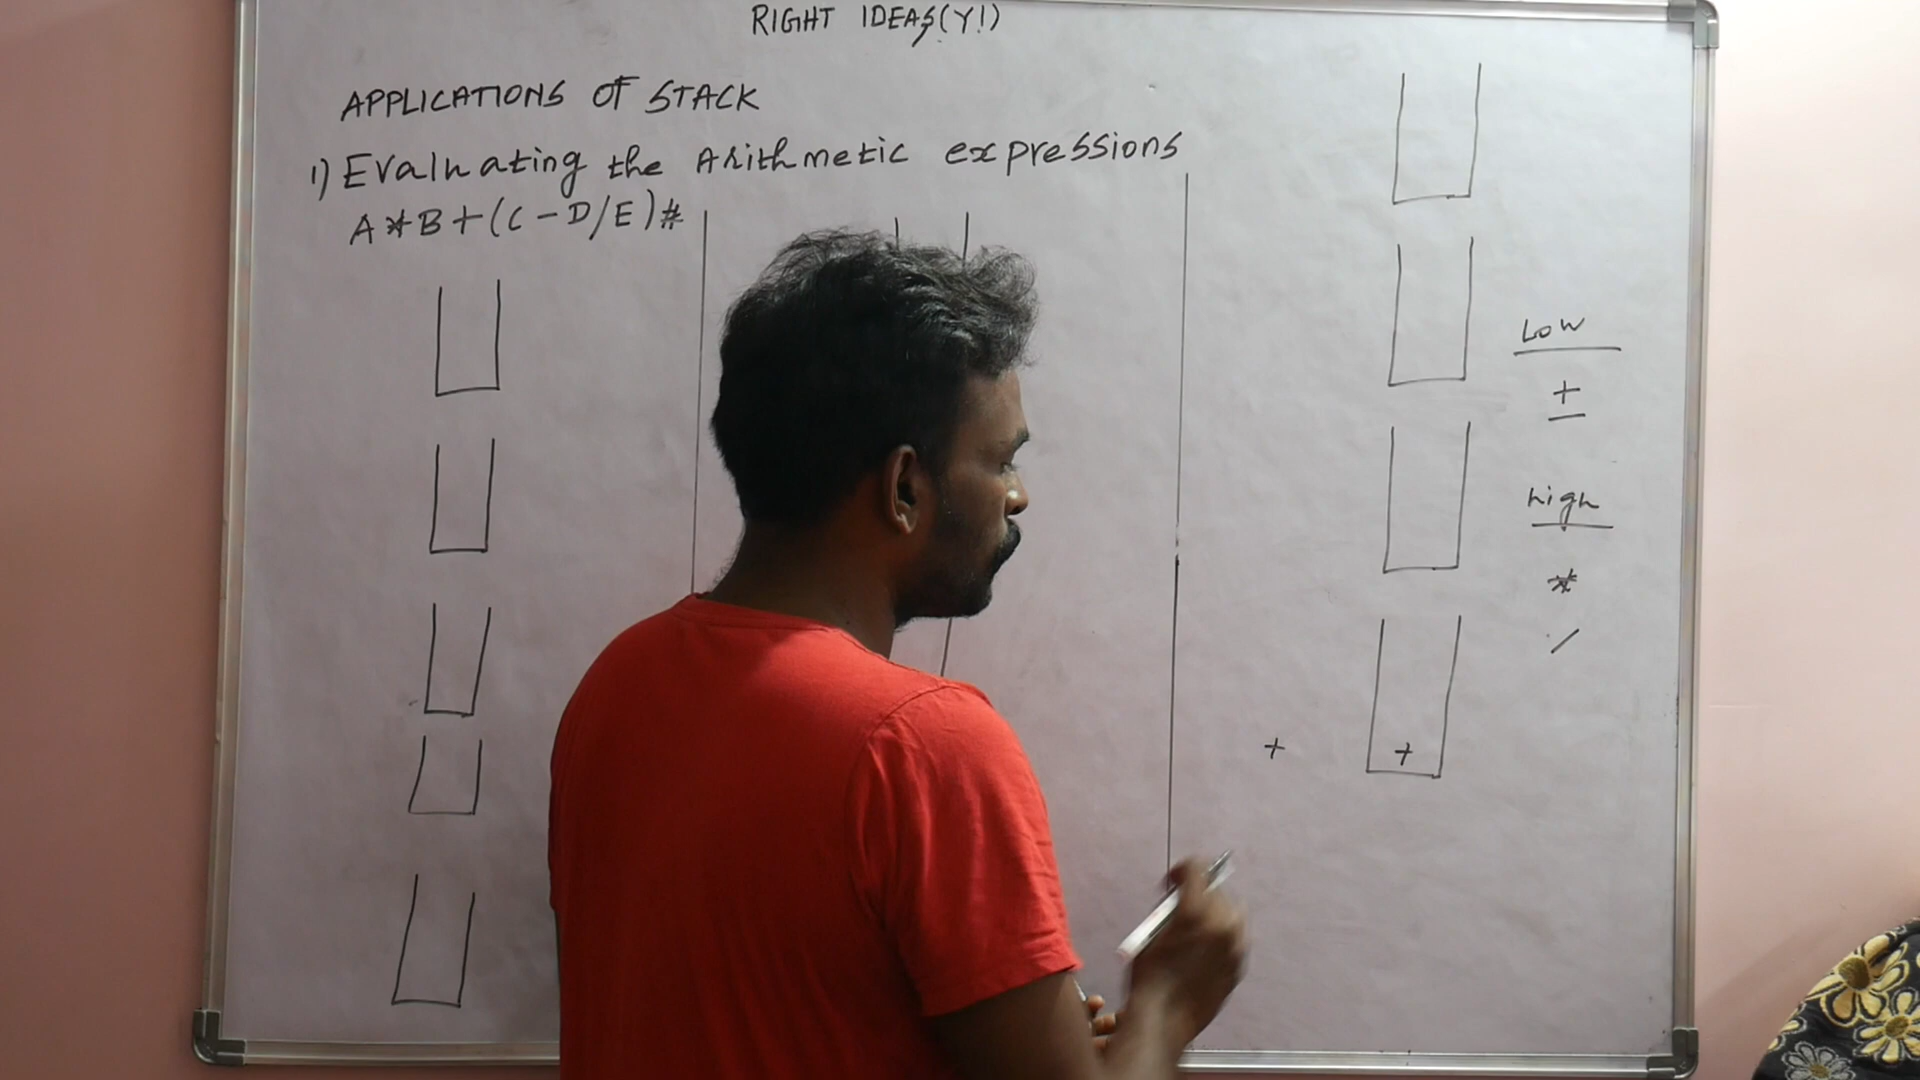 RIGHT IDEAS(Y!)
APPLICATIONS OF STACK
1) Evaluating the Arithmetic expressions
A*B+(C-D/E)#
Low
+
-
high
*
/
+ +